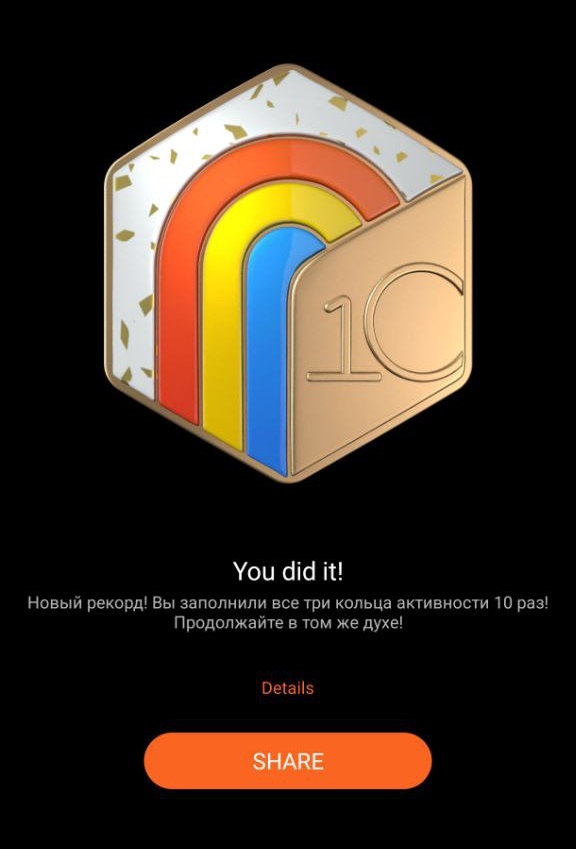 10
You did it!
Новый рекорд! Вы заполнили все три кольца активности 10 раз!
Продолжайте в том же духе!
Details
SHARE